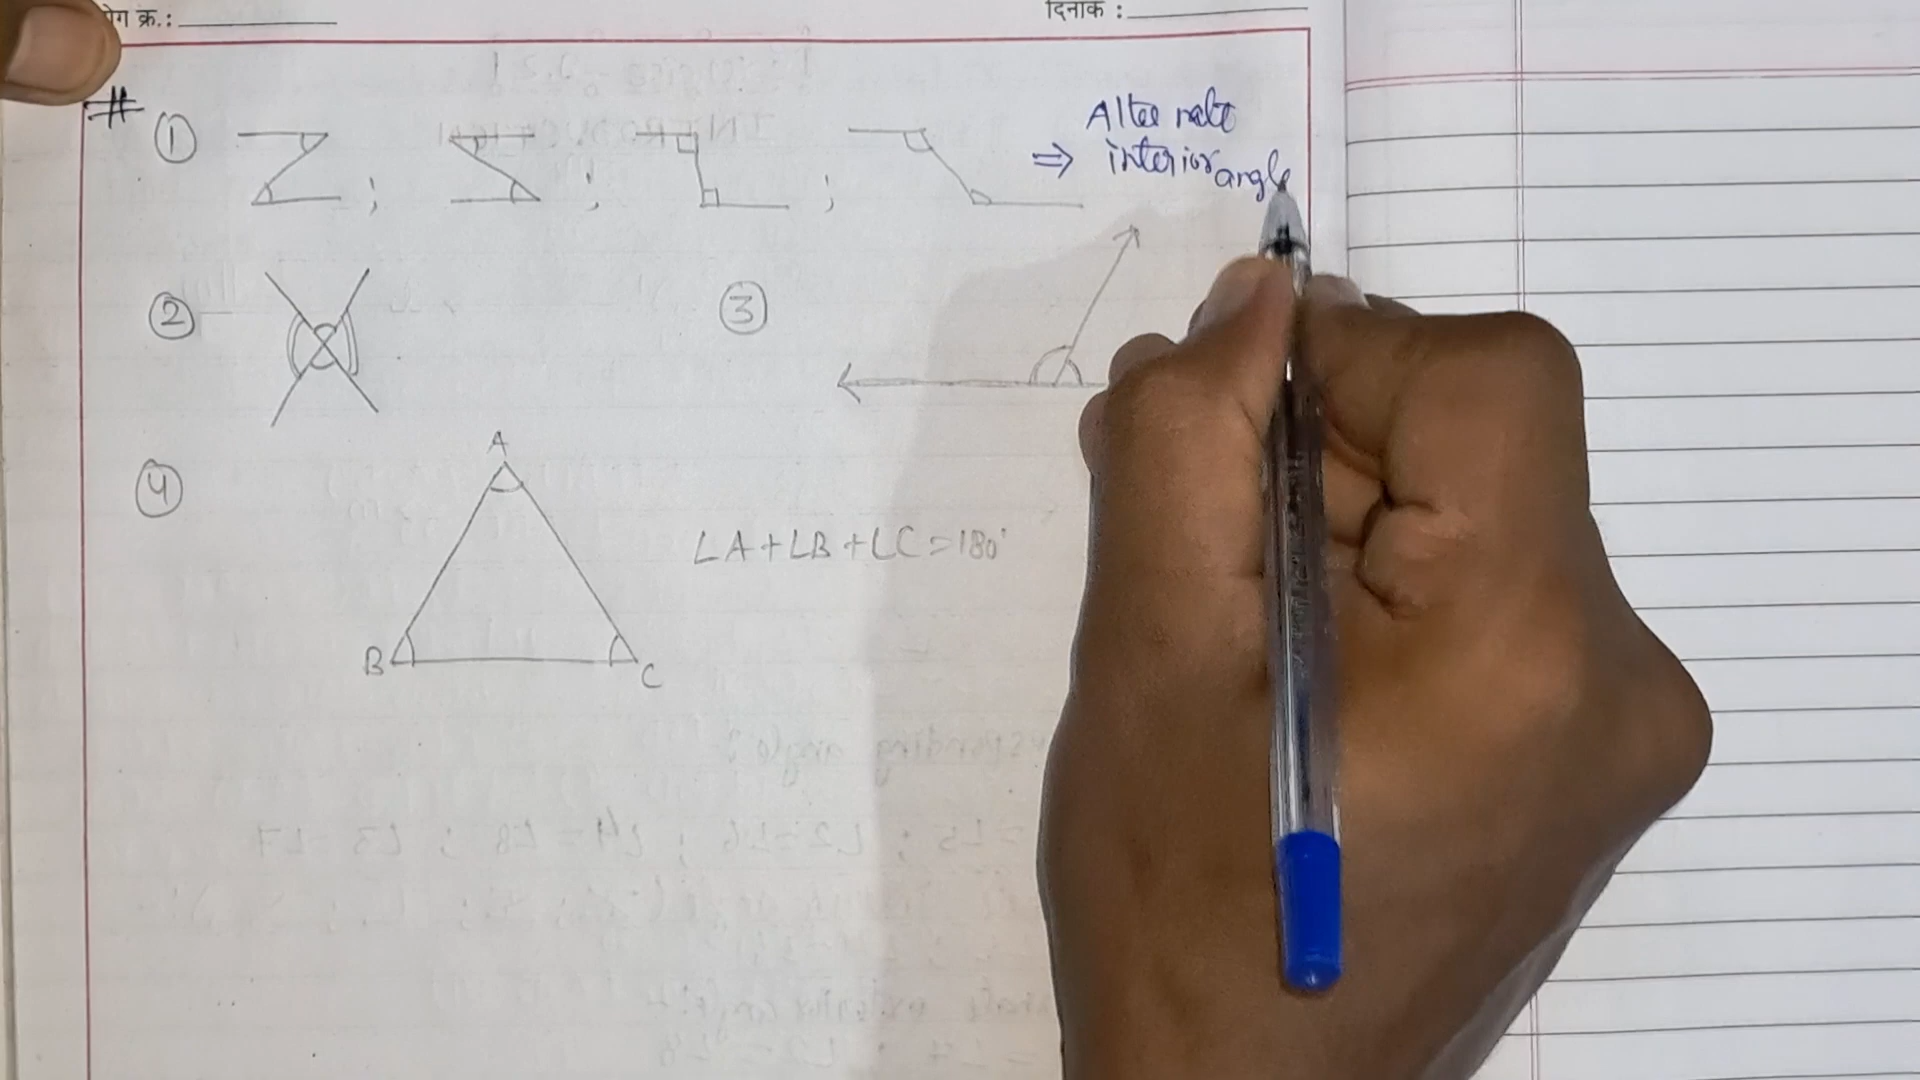 क्र.:
दिनांक :
# ① ; ; ; ⇒ Alternate
interior angle
② ③
④
A
∠A+∠B+∠C=180°
B C